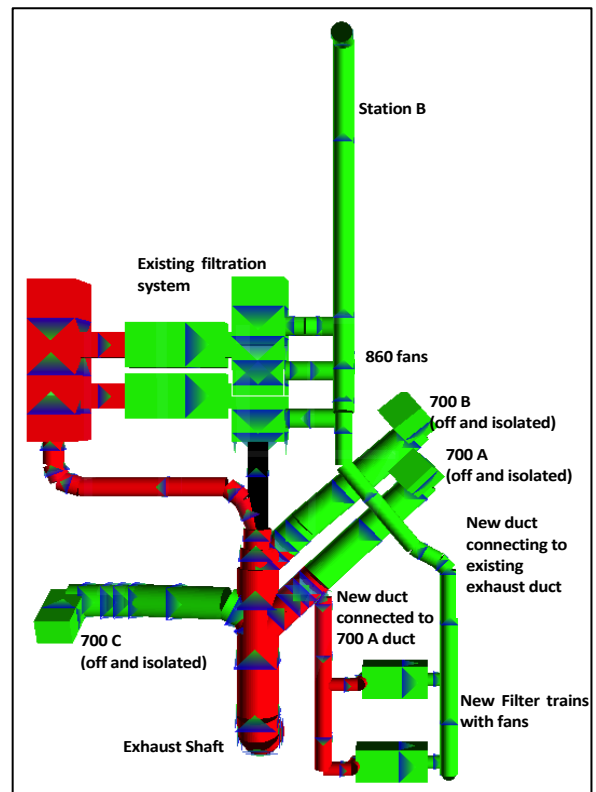 Station B
Existing filtration
system
860 fans
700 B
(off and isolated)
700 A
(off and isolated)
New duct
connecting to
existing
exhaust duct
New duct
connected to
700 A duct
700 C
(off and isolated)
New Filter trains
with fans
Exhaust Shaft